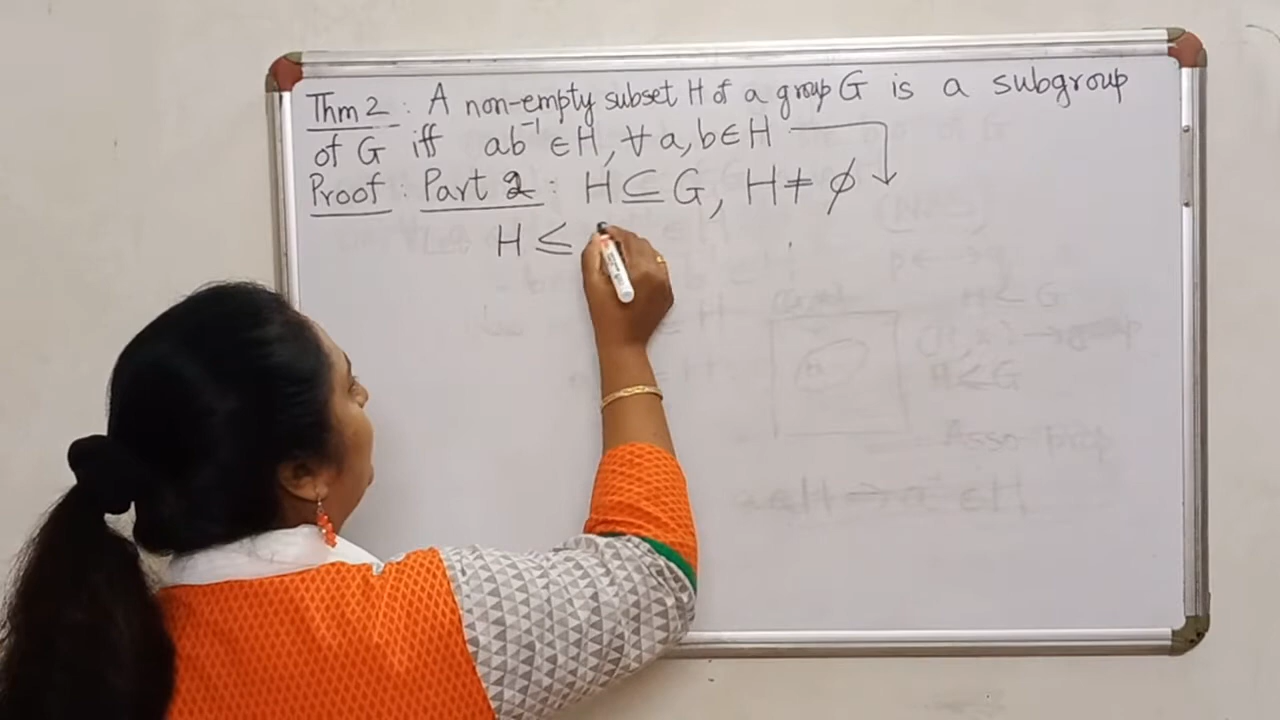 Thm 2 : A non-empty subset H of a group G is a subgroup
of G iff ab⁻¹ ∈ H, ∀ a, b ∈ H
Proof : Part 2 : H ⊆ G, H ≠ ϕ
H ≤